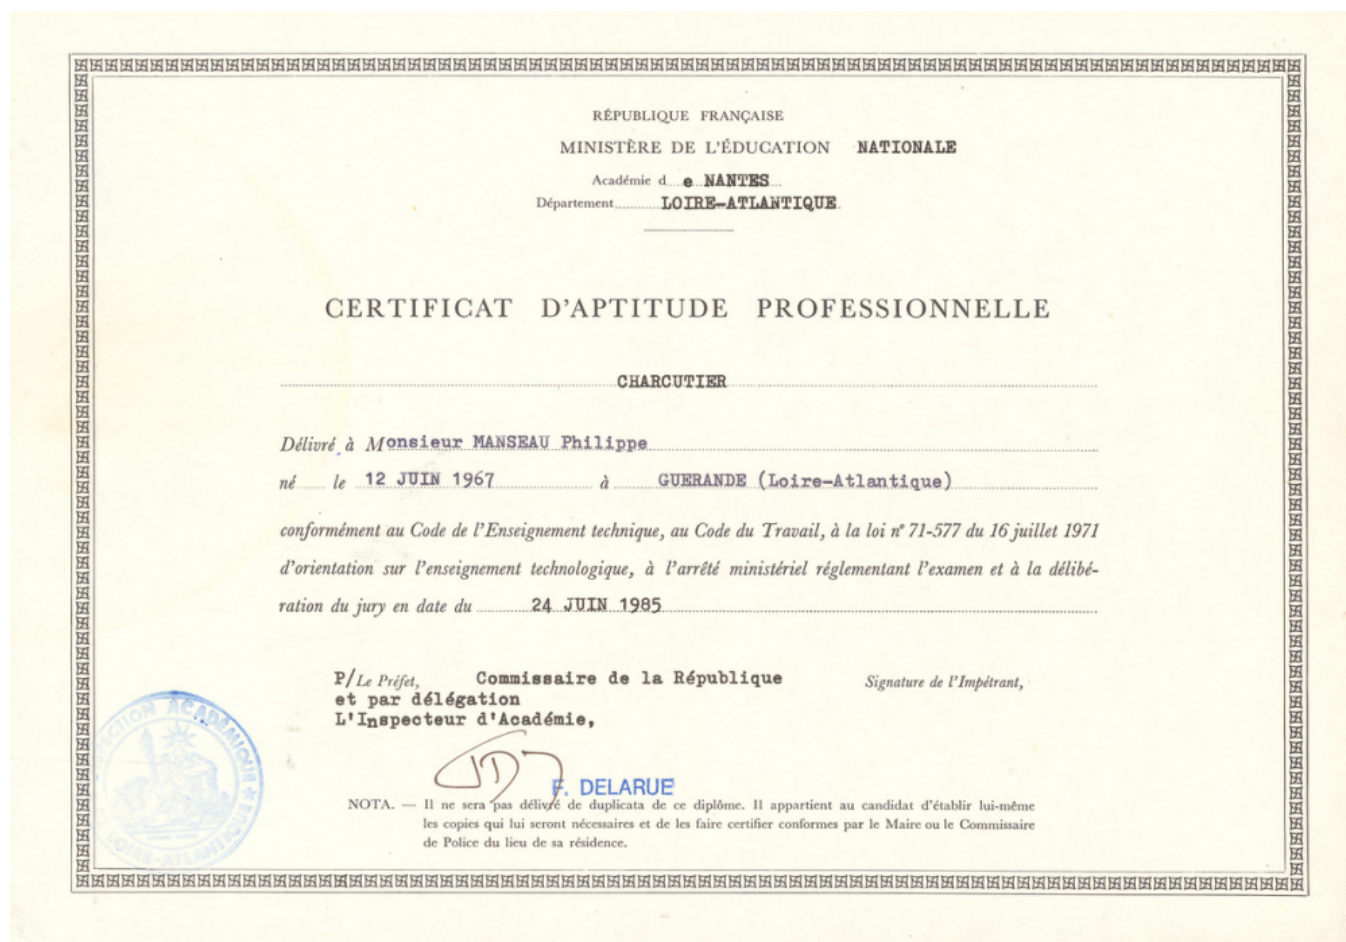 RÉPUBLIQUE FRANÇAISE
MINISTÈRE DE L'ÉDUCATION NATIONALE
Académie d e NANTES
Département LOIRE-ATLANTIQUE
CERTIFICAT D'APTITUDE PROFESSIONNELLE
CHARCUTIER
Délivré à Monsieur MANSEAU Philippe
né le 12 JUIN 1967 à GUERANDE (Loire-Atlantique)
conformément au Code de l'Enseignement technique, au Code du Travail, à la loi n° 71-577 du 16 juillet 1971
d'orientation sur l'enseignement technologique, à l'arrêté ministériel réglementant l'examen et à la délibé-
ration du jury en date du 24 JUIN 1985
P/Le Préfet, Commissaire de la République
Signature de l'Impétrant,
et par délégation
L'Inspecteur d'Académie,
F. DELARUE
NOTA. — Il ne sera pas délivré de duplicata de ce diplôme. Il appartient au candidat d'établir lui-même
les copies qui lui seront nécessaires et de les faire certifier conformes par le Maire ou le Commissaire
de Police du lieu de sa résidence.
INSPECTION ACADÉMIQUE
LOIRE-ATLANTIQUE